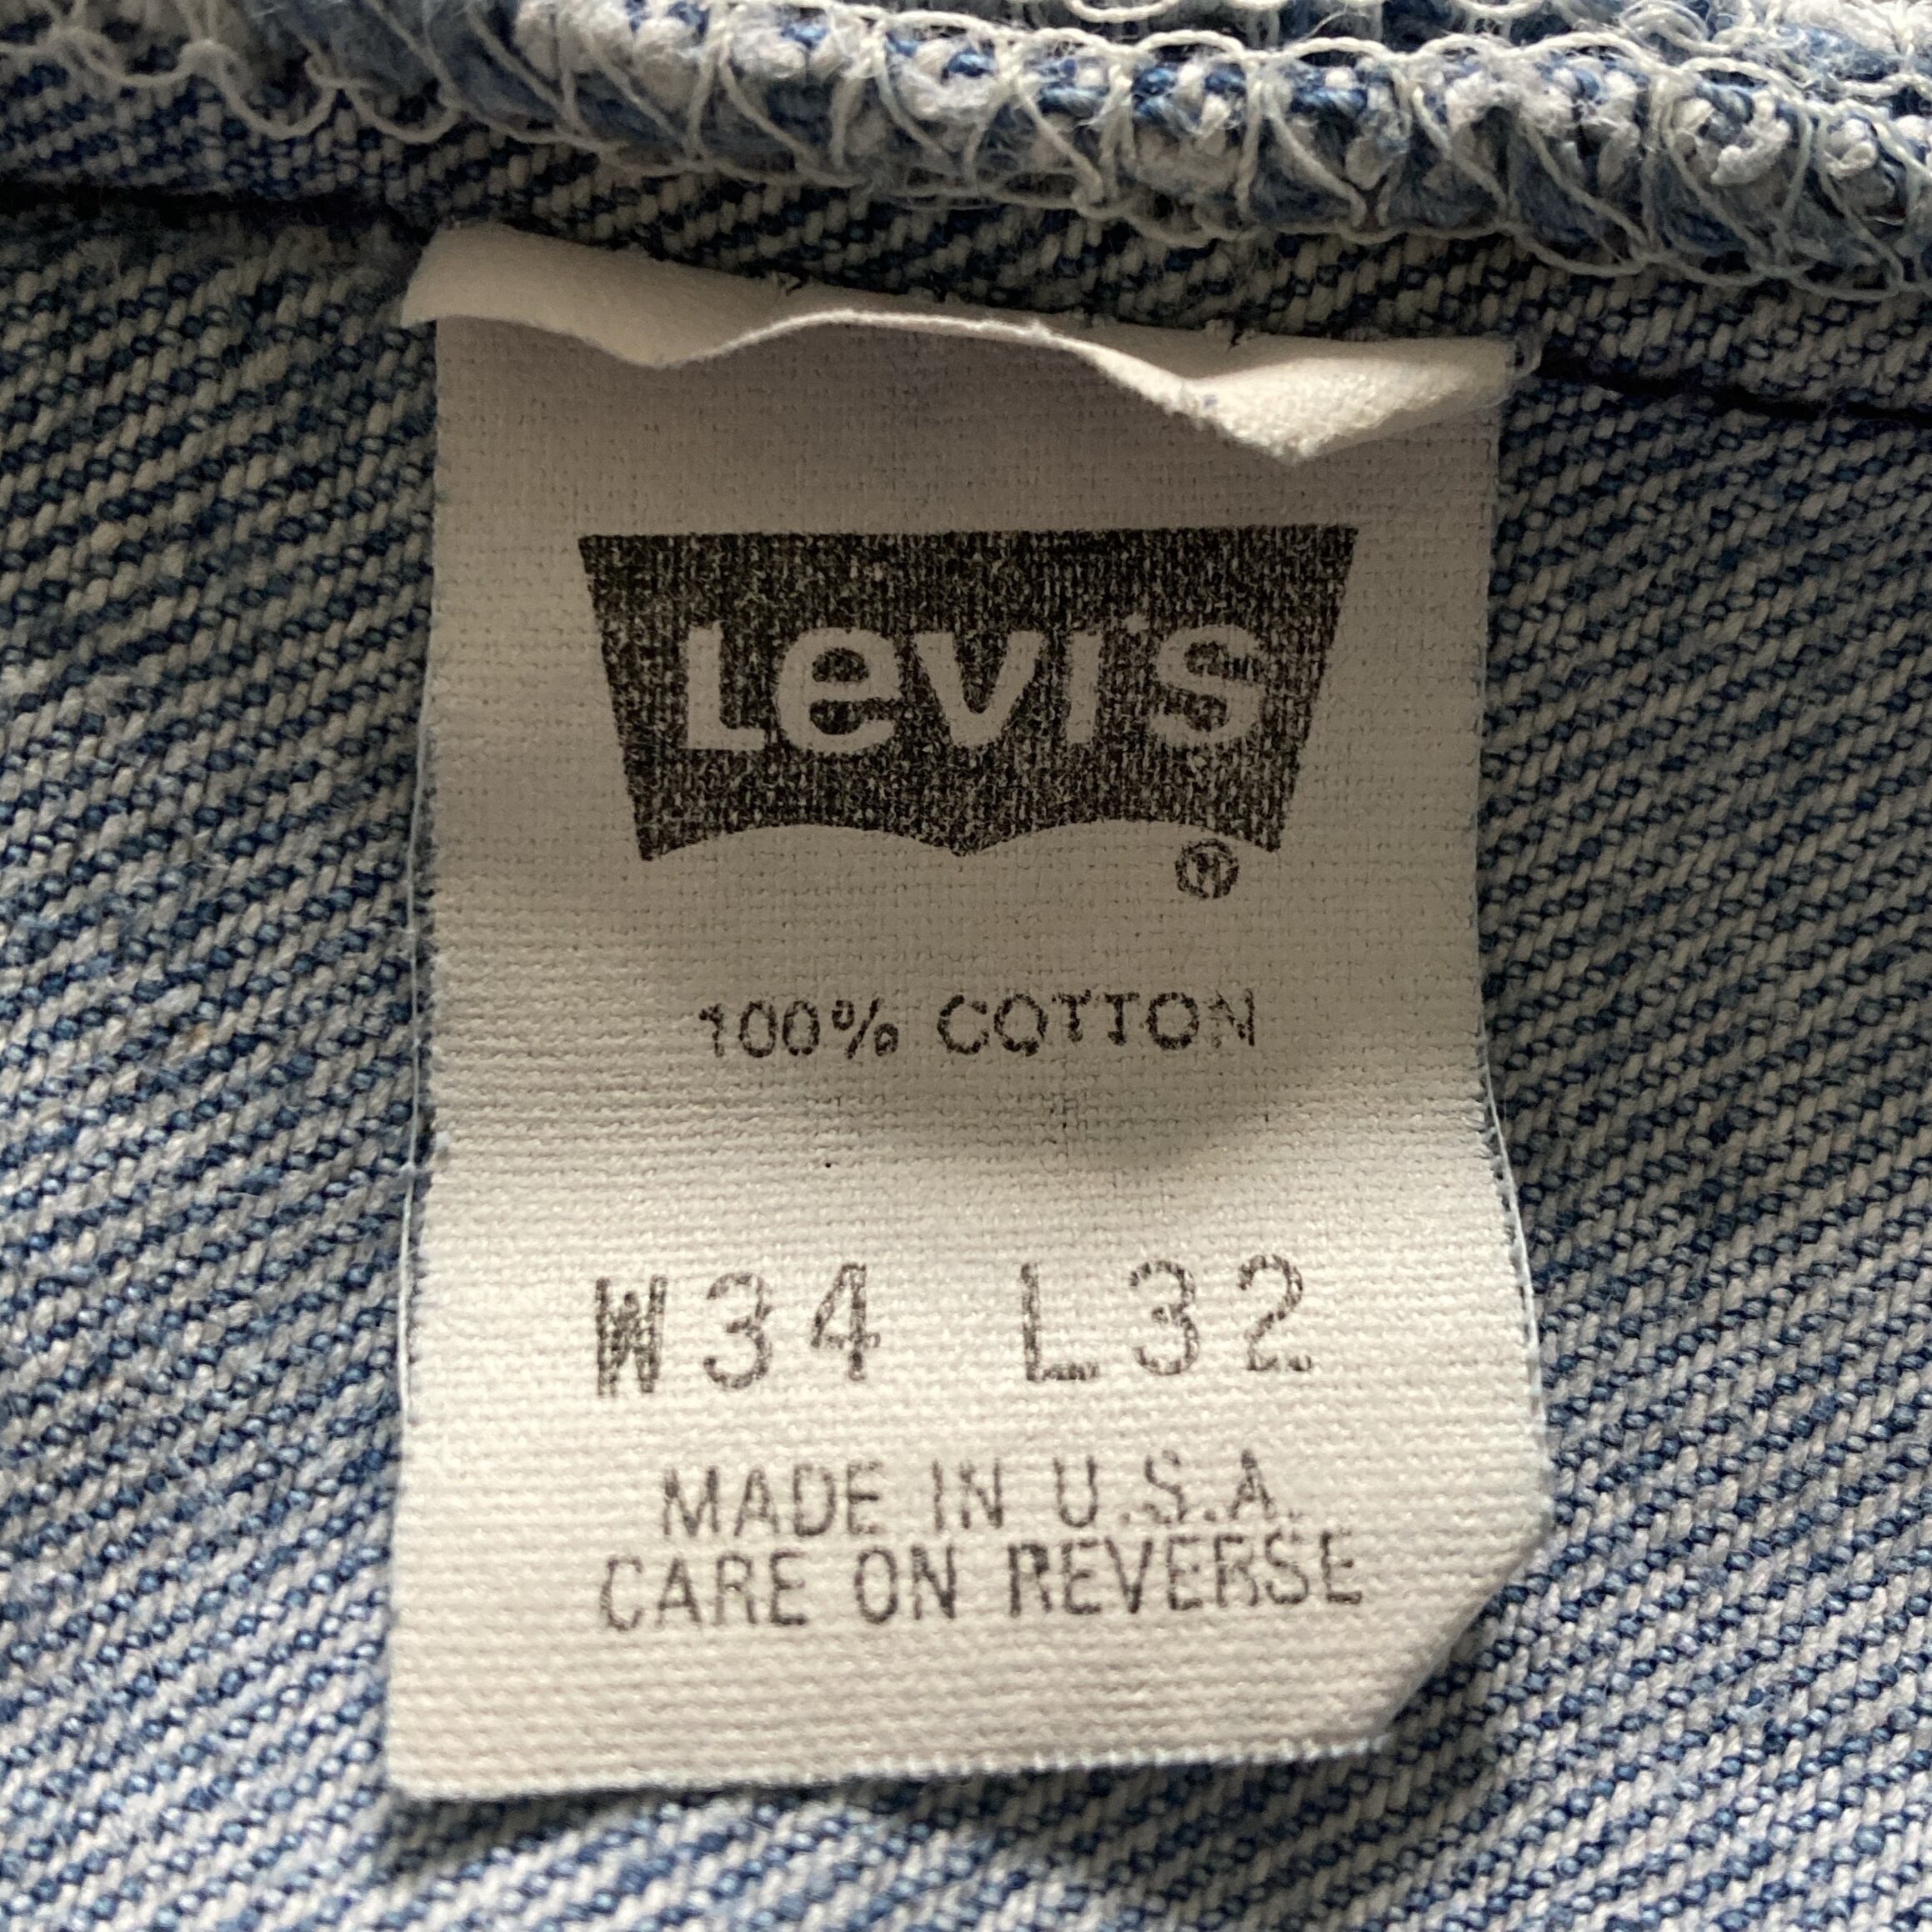 Levi's
®
100% COTTON
W34 L32
MADE IN U.S.A.
CARE ON REVERSE